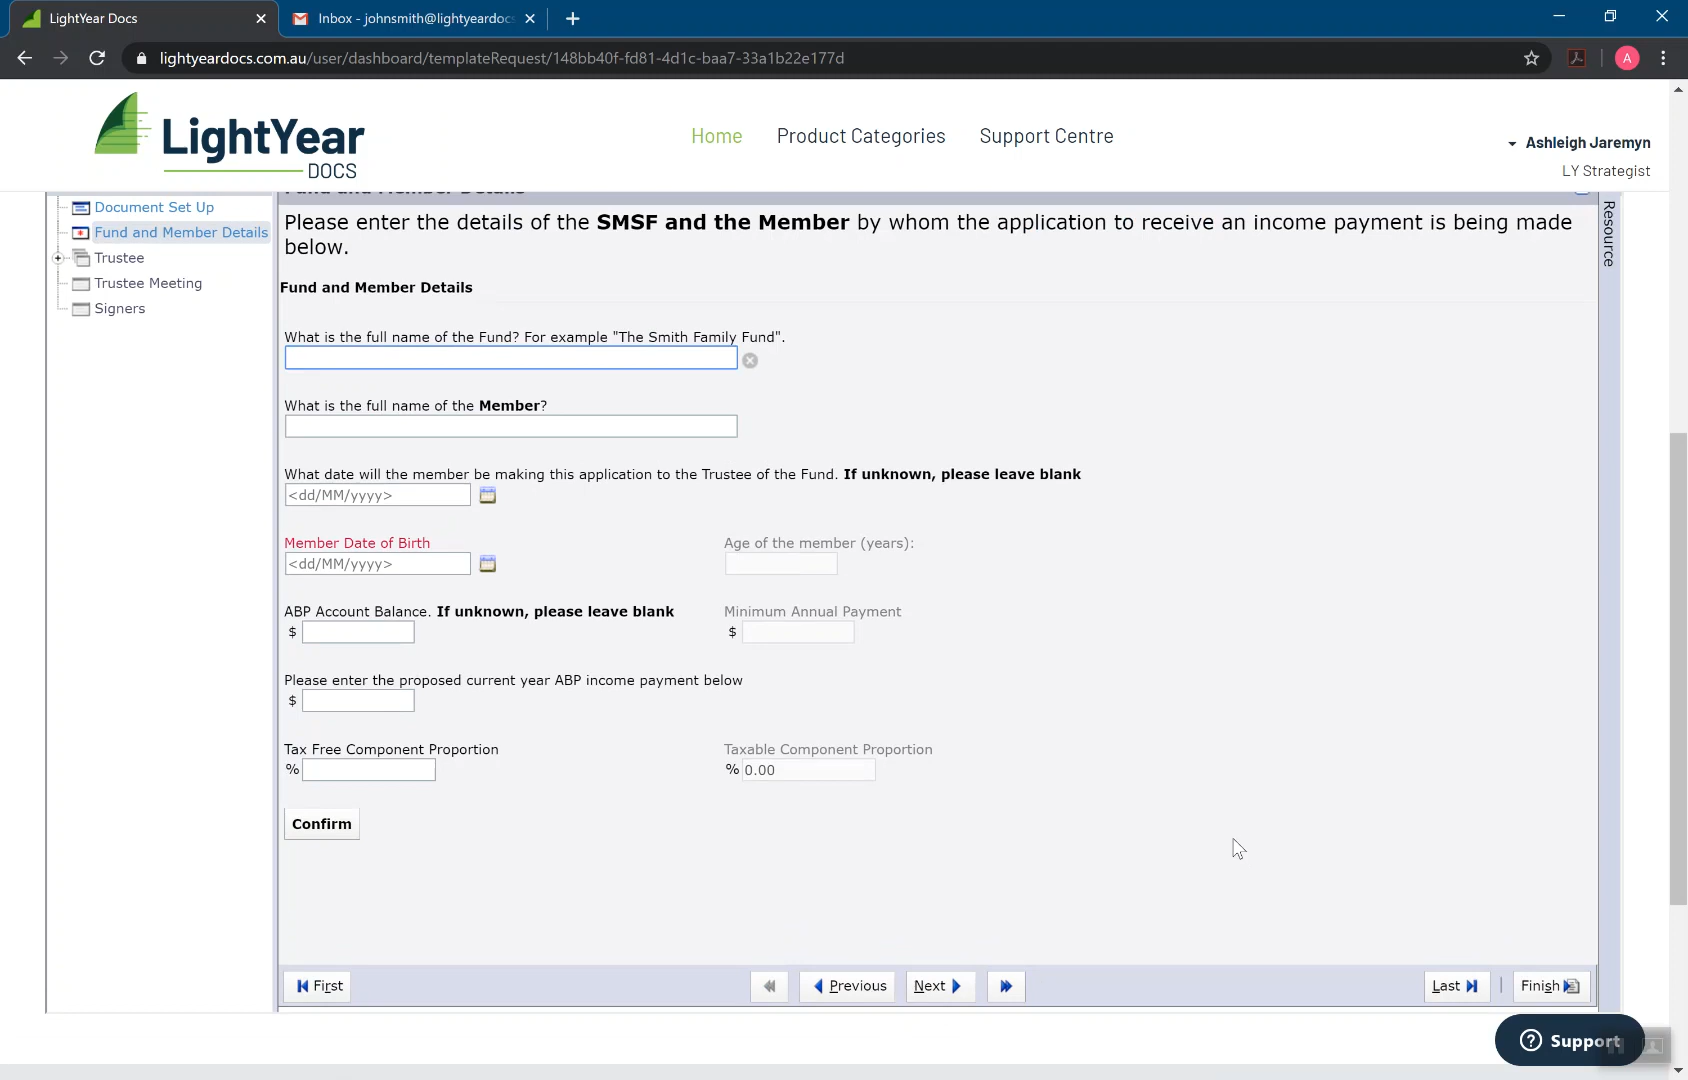 LightYear Docs
Inbox - johnsmith@lightyeardocs
lightyeardocs.com.au/user/dashboard/templateRequest/148bb40f-fd81-4d1c-baa7-33a1b22e177d
A
LightYear
DOCS
Home
Product Categories
Support Centre
Ashleigh Jaremyn
LY Strategist
Document Set Up
Fund and Member Details
Trustee
Trustee Meeting
Signers
Fund and Member Details
Please enter the details of the SMSF and the Member by whom the application to receive an income payment is being made
below.
Resource
Fund and Member Details
What is the full name of the Fund? For example "The Smith Family Fund".
What is the full name of the Member?
What date will the member be making this application to the Trustee of the Fund. If unknown, please leave blank
<dd/MM/yyyy>
Member Date of Birth
Age of the member (years):
<dd/MM/yyyy>
ABP Account Balance. If unknown, please leave blank
Minimum Annual Payment
$
$
Please enter the proposed current year ABP income payment below
$
Tax Free Component Proportion
Taxable Component Proportion
%
% 0.00
Confirm
First
Previous
Next
Last
Finish
Support